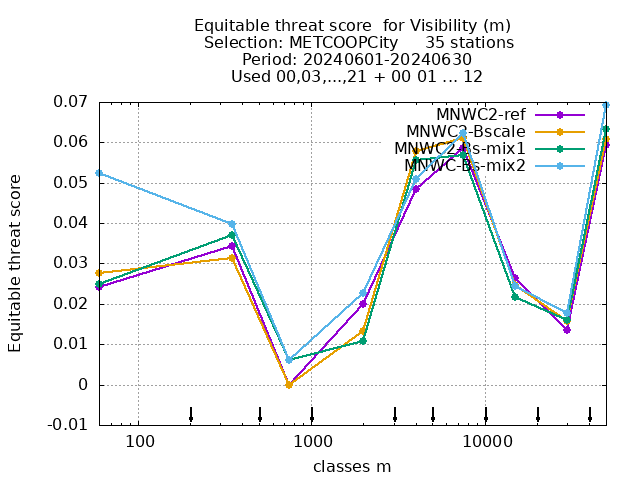 Equitable threat score  for Visibility (m)
Selection: METCOOPCity     35 stations
Period: 20240601-20240630
Used 00,03,...,21 + 00 01 ... 12
0.07
0.06
0.05
0.04
0.03
0.02
0.01
0
-0.01
Equitable threat score
MNWC2-ref
MNWC2-Bscale
MNWC2-Bs-mix1
MNWC-Bs-mix2
100
1000
10000
classes m